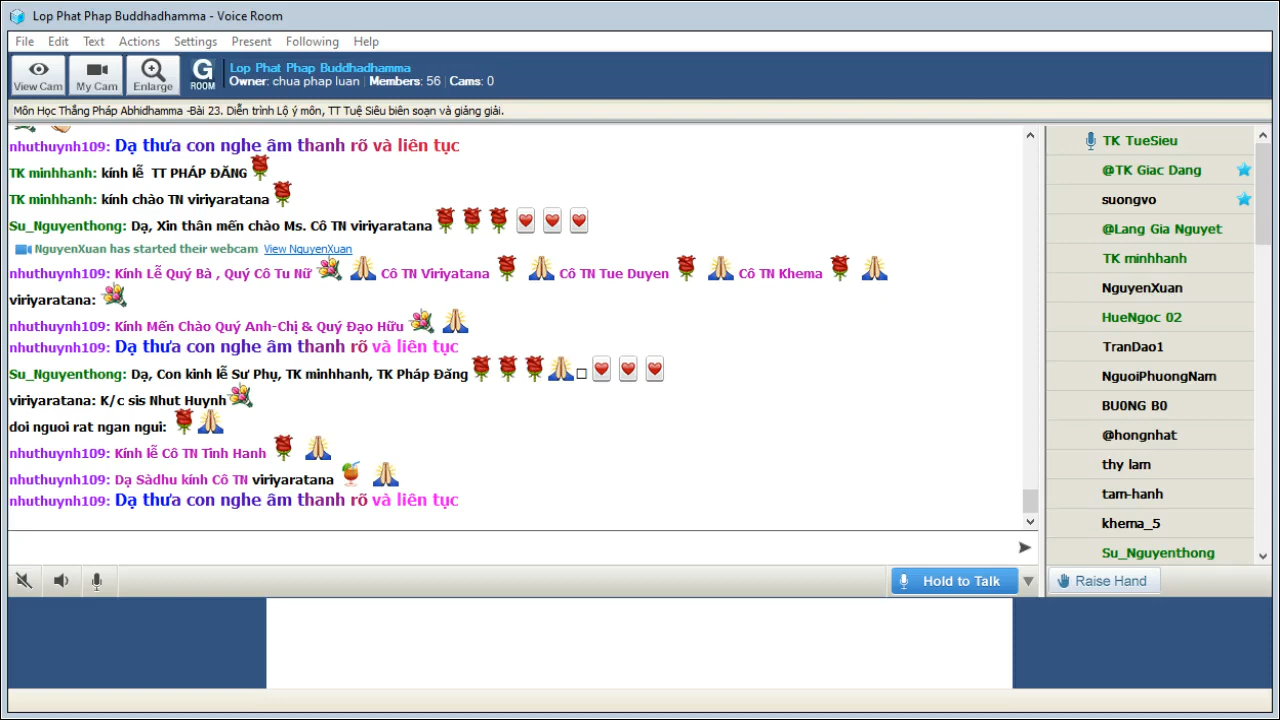 Lop Phat Phap Buddhadhamma - Voice Room
File Edit Text Actions Settings Present Following Help
View Cam My Cam Enlarge G ROOM
Lop Phat Phap Buddhadhamma
Owner: chua phap luan Members: 56 Cams: 0
Môn Học Thắng Pháp Abhidhamma -Bài 23. Diễn trình Lộ ý môn, TT Tuệ Siêu biên soạn và giảng giải.
nhuthuynh109: Dạ thưa con nghe âm thanh rõ và liên tục
TK minhhanh: kính lễ TT PHÁP ĐĂNG
TK minhhanh: kính chào TN viriyaratana
Su_Nguyenthong: Dạ, Xin thân mến chào Ms. Cô TN viriyaratana
NguyenXuan has started their webcam View NguyenXuan
nhuthuynh109: Kính Lễ Quý Bà , Quý Cô Tu Nữ Cô TN Viriyatana Cô TN Tue Duyen Cô TN Khema
viriyaratana:
nhuthuynh109: Kính Mến Chào Quý Anh-Chị & Quý Đạo Hữu
nhuthuynh109: Dạ thưa con nghe âm thanh rõ và liên tục
Su_Nguyenthong: Dạ, Con kinh lễ Sư Phụ, TK minhhanh, TK Pháp Đăng
viriyaratana: K/c sis Nhut Huynh
doi nguoi rat ngan ngui:
nhuthuynh109: Kính lễ Cô TN Tinh Hanh
nhuthuynh109: Dạ Sàdhu kính Cô TN viriyaratana
nhuthuynh109: Dạ thưa con nghe âm thanh rõ và liên tục
Hold to Talk
TK TueSieu
@TK Giac Dang
suongvo
@Lang Gia Nguyet
TK minhhanh
NguyenXuan
HueNgoc 02
TranDao1
NguoiPhuongNam
BU0NG B0
@hongnhat
thy lam
tam-hanh
khema_5
Su_Nguyenthong
Raise Hand